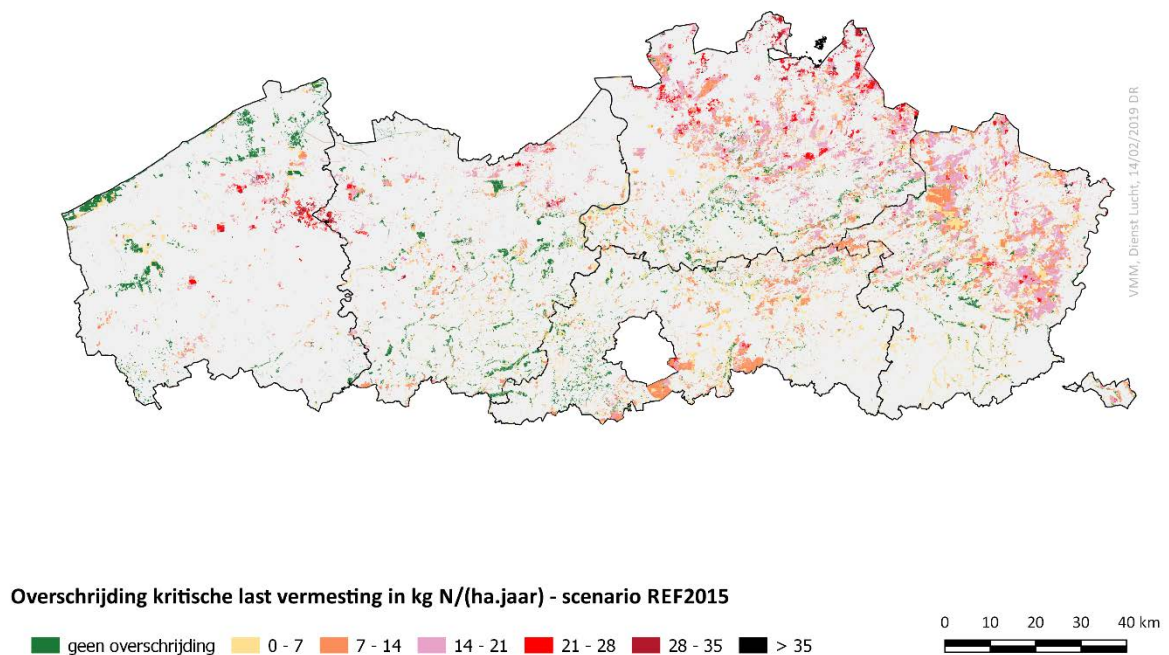 VMM, Dienst Lucht, 14/02/2019 DR
Overschrijding kritische last vermesting in kg N/(ha.jaar) - scenario REF2015
geen overschrijding 0 - 7 7 - 14 14 - 21 21 - 28 28 - 35 > 35
0 10 20 30 40 km